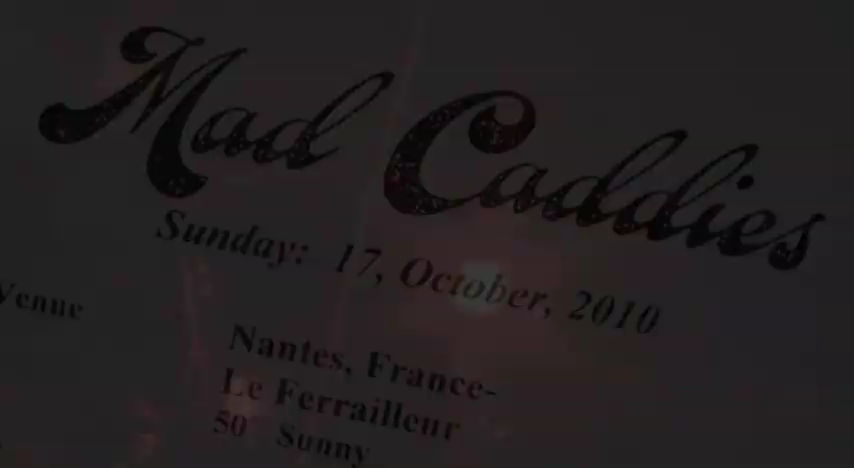 Mad Caddies
Sunday: 17, October, 2010
Venue
Nantes, France-
Le Ferrailleur
50° Sunny